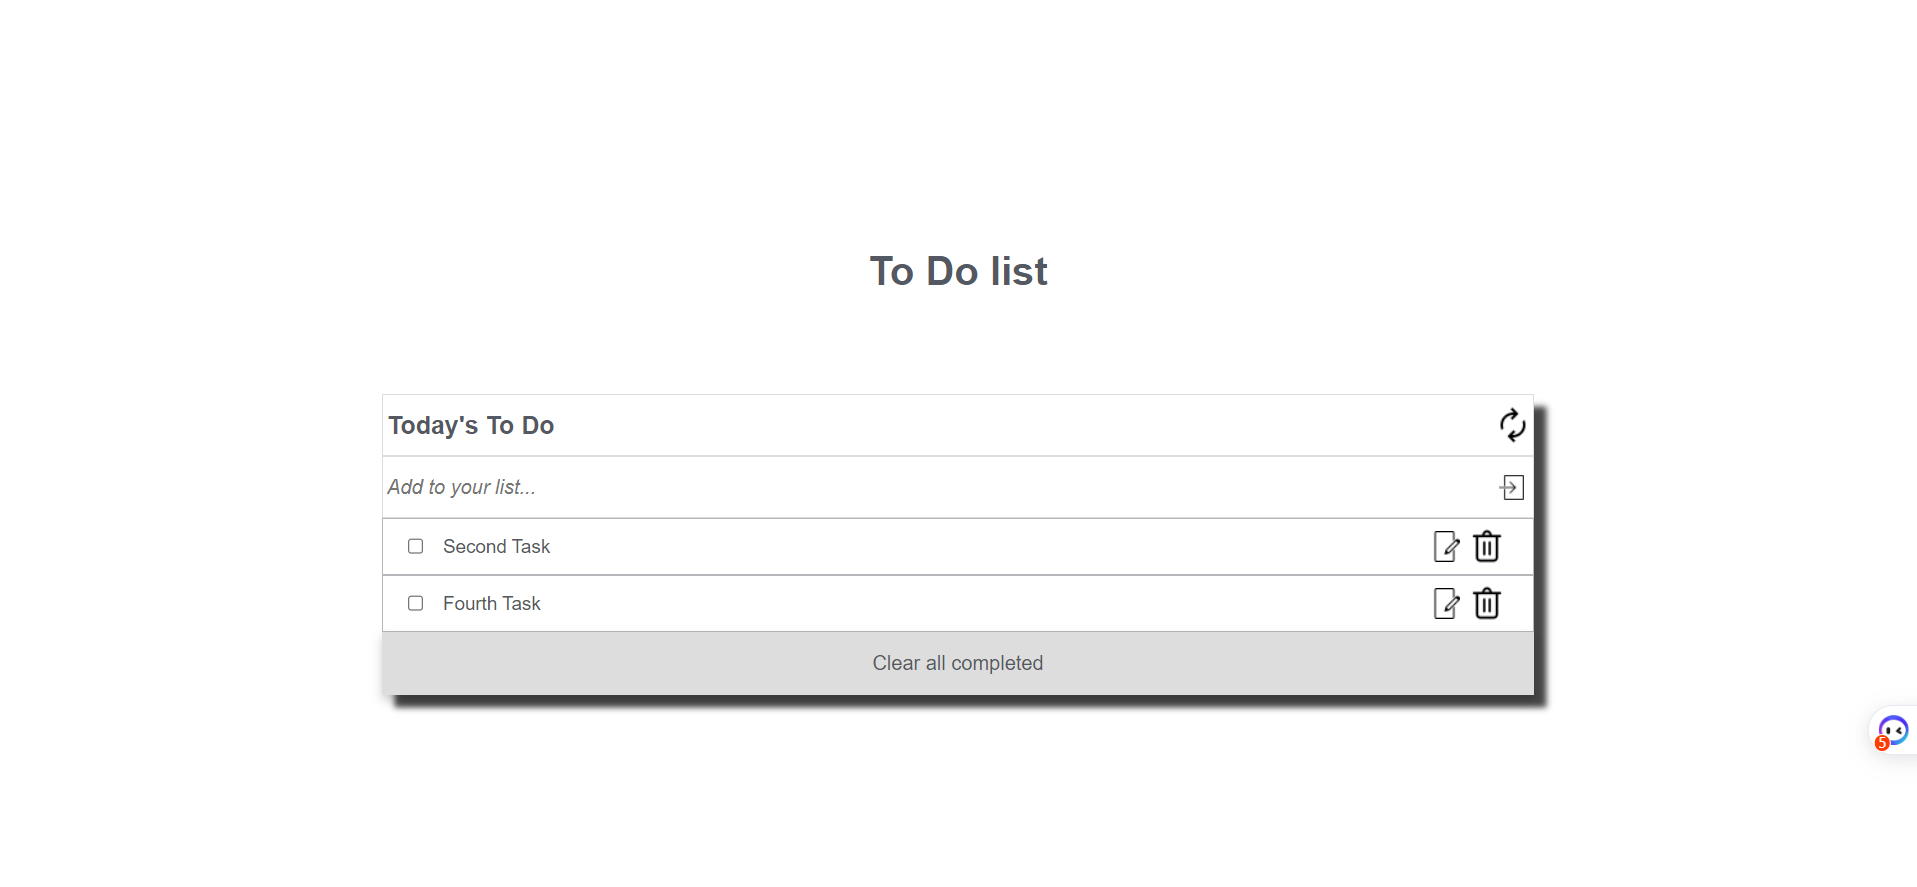 To Do list
Today's To Do
Add to your list...
Second Task
Fourth Task
Clear all completed
5